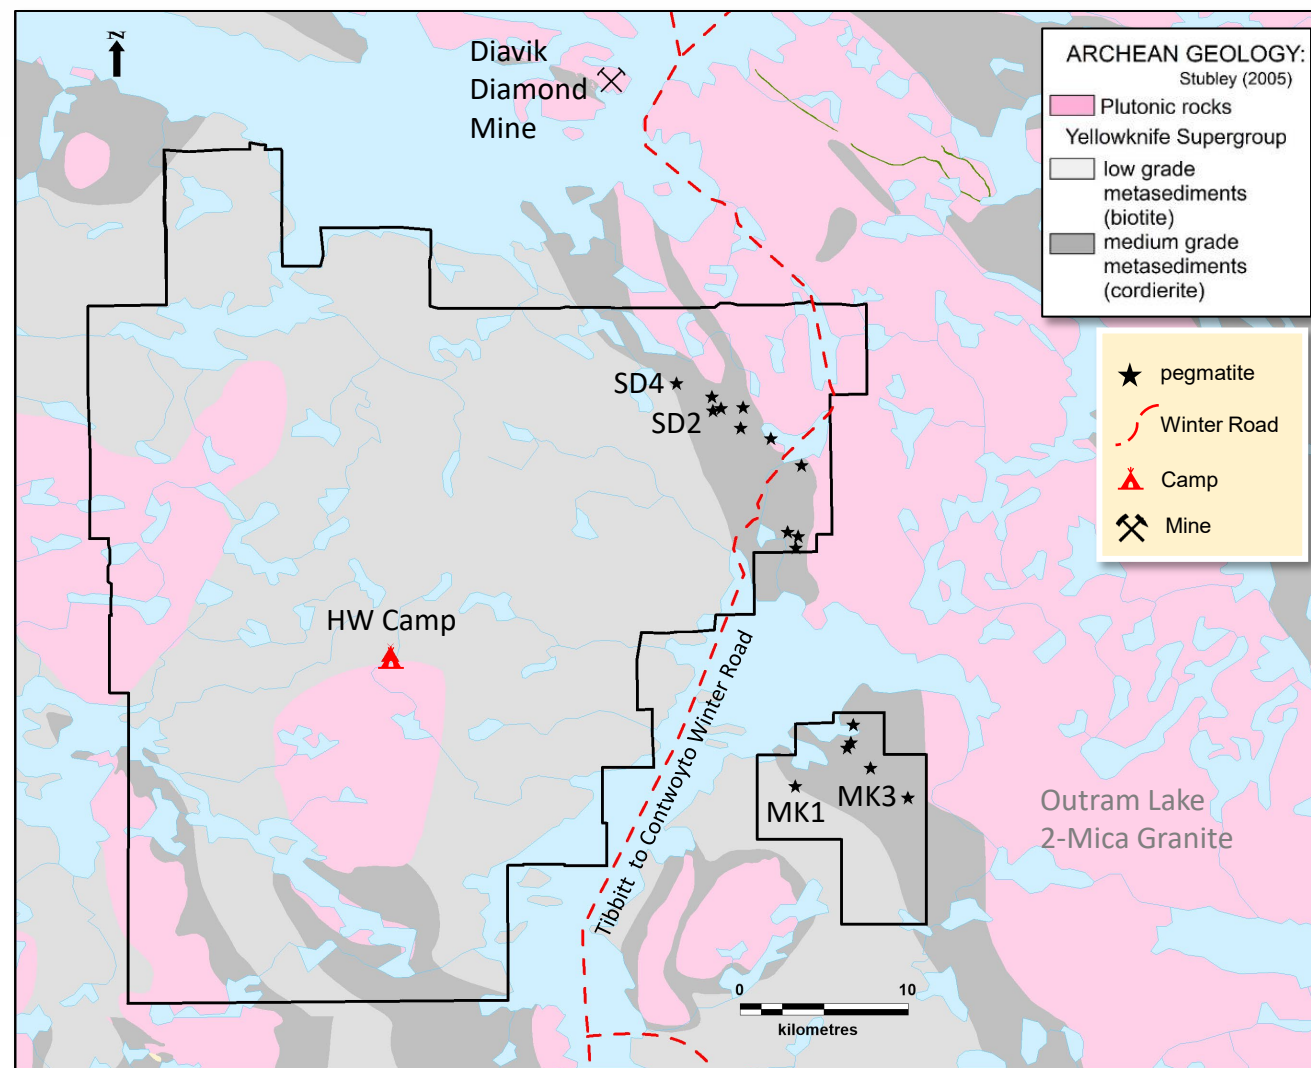 N
Diavik
Diamond
Mine
ARCHEAN GEOLOGY:
Stubley (2005)
Plutonic rocks
Yellowknife Supergroup
low grade
metasediments
(biotite)
medium grade
metasediments
(cordierite)
pegmatite
Winter Road
Camp
Mine
SD4
SD2
HW Camp
Tibbitt to Contwoyto Winter Road
MK1
MK3
Outram Lake
2-Mica Granite
0 10
kilometres